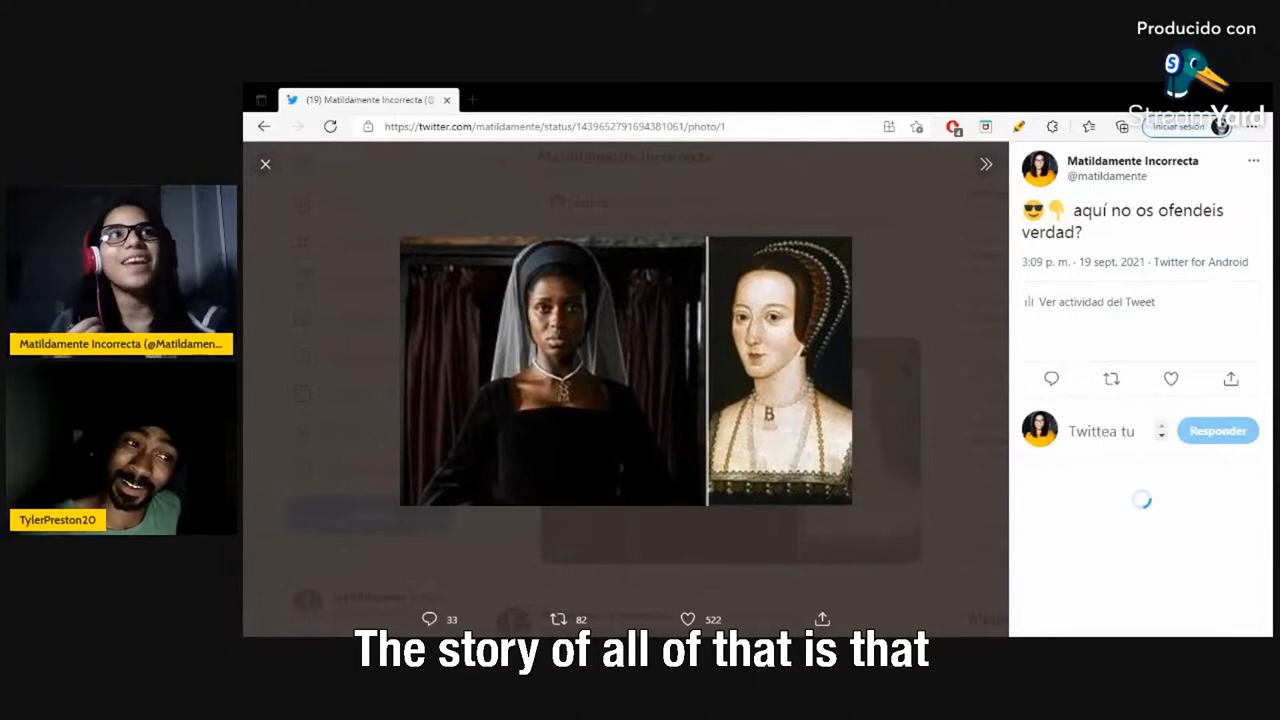 Producido con
StreamYard
(19) Matildamente Incorrecta (@
https://twitter.com/matildamente/status/1439652791694381061/photo/1
Iniciar sesión
Matildamente Incorrecta
@matildamente
😎👇 aquí no os ofendeis
verdad?
3:09 p. m. · 19 sept. 2021 · Twitter for Android
Ver actividad del Tweet
Twittea tu
Responder
B
Matildamente Incorrecta (@Matildamen...
TylerPreston20
33
82
522
The story of all of that is that